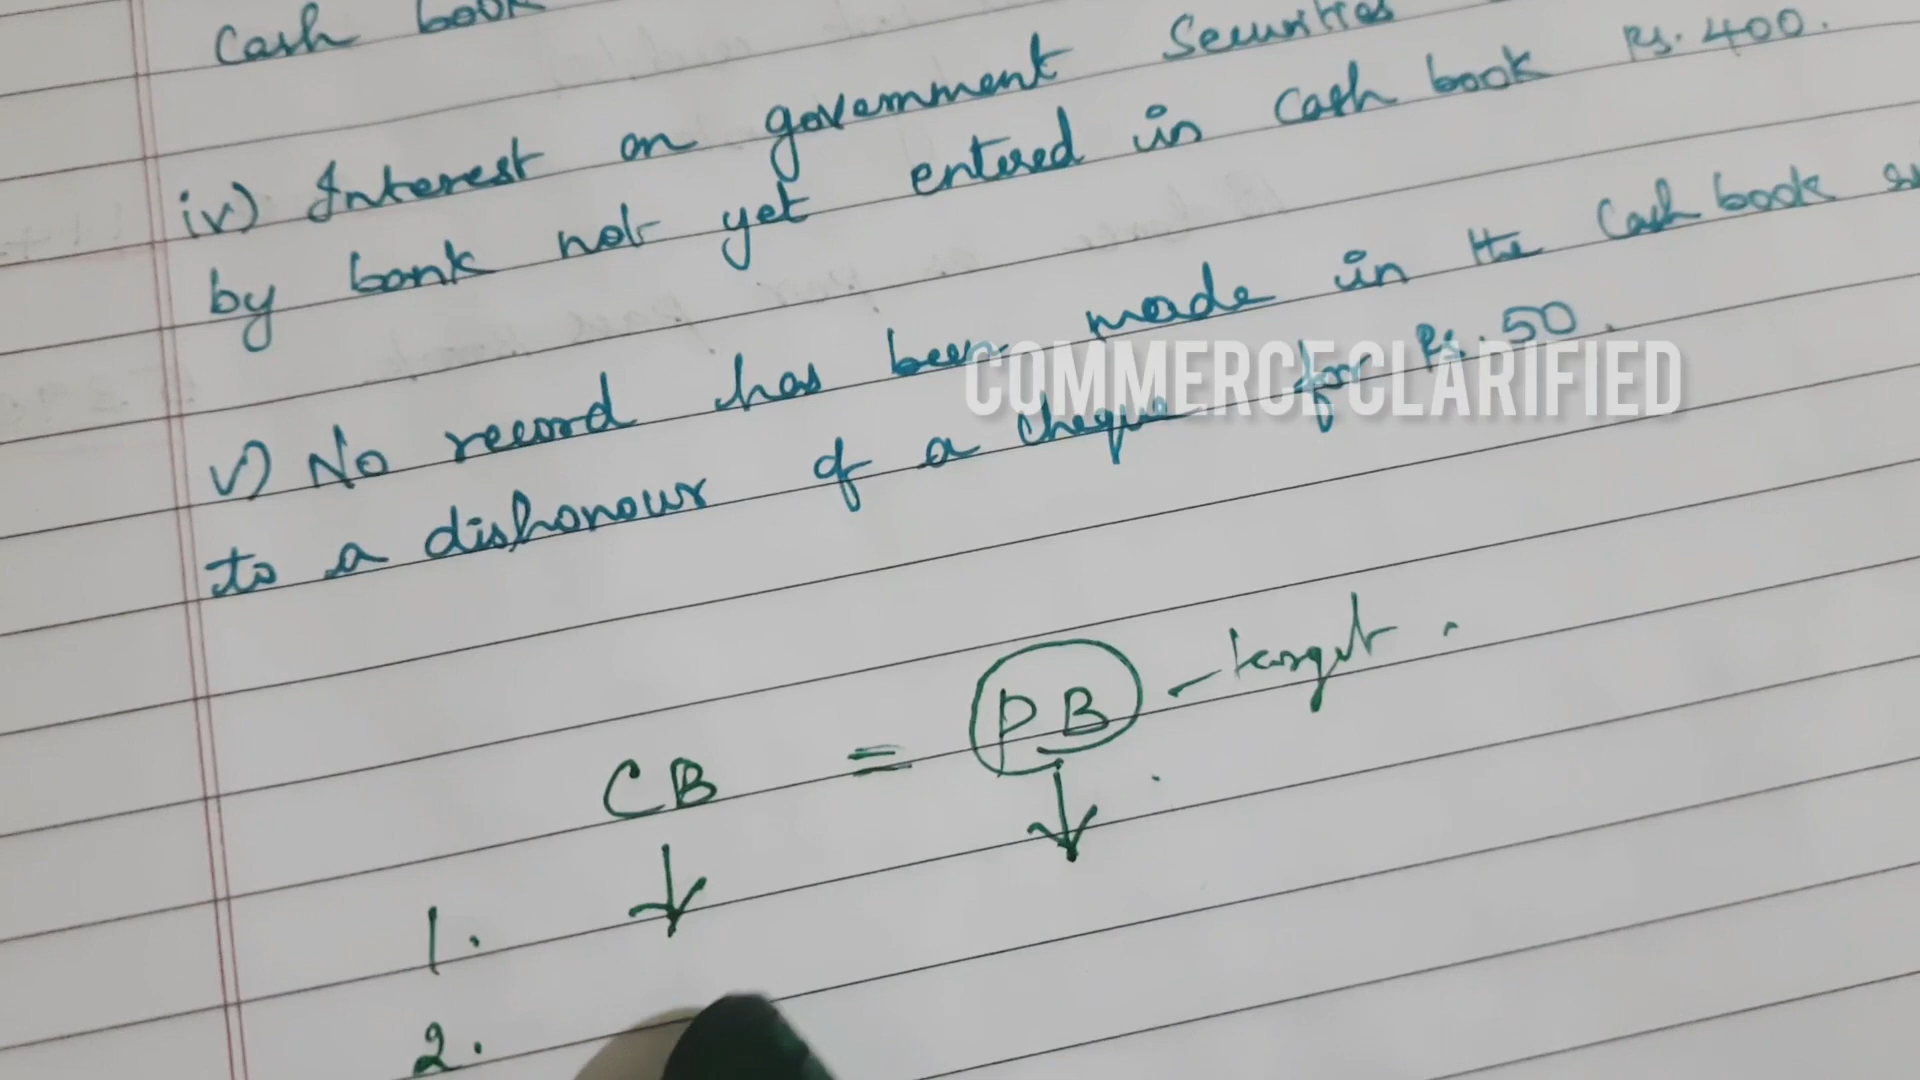 Cash book
iv) Interest on government Securities
by bank not yet entered in Cash book Rs. 400.
v) No record has been made in the Cash book
to a dishonour of a cheque for Rs. 50.
COMMERCE CLARIFIED
CB = PB - target.
1.
2.